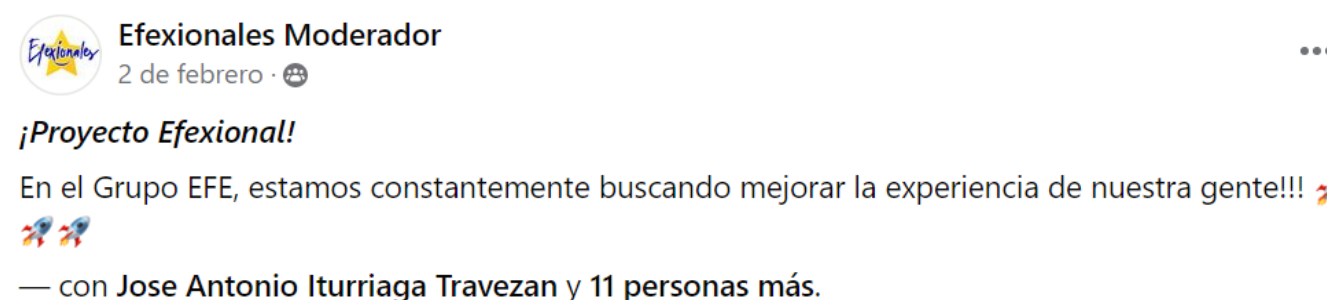 Efexionales
Efexionales Moderador
2 de febrero ·
¡Proyecto Efexional!
En el Grupo EFE, estamos constantemente buscando mejorar la experiencia de nuestra gente!!! 🚀
🚀🚀
— con Jose Antonio Iturriaga Travezan y 11 personas más.